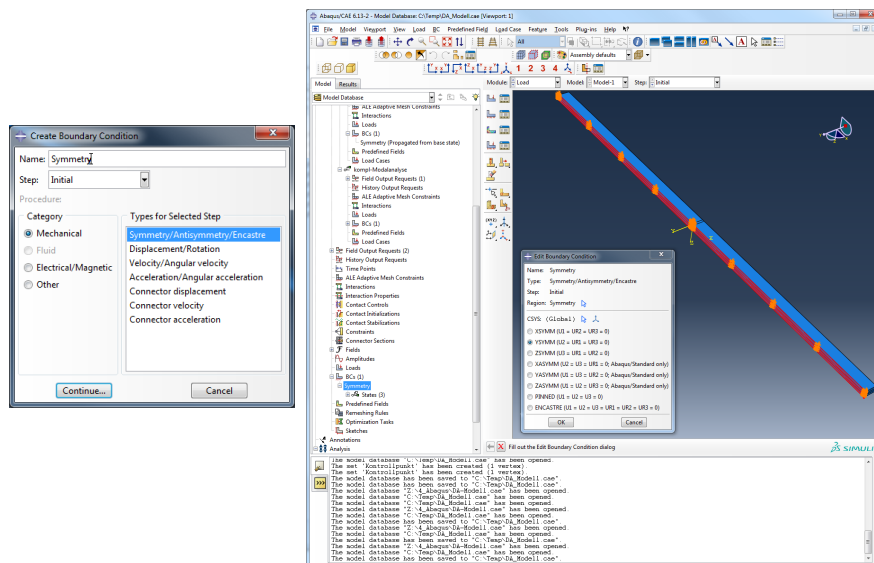 Create Boundary Condition
Name: Symmetry
Step: Initial
Procedure:
Category
Types for Selected Step
Mechanical
Fluid
Electrical/Magnetic
Other
Symmetry/Antisymmetry/Encastre
Displacement/Rotation
Velocity/Angular velocity
Acceleration/Angular acceleration
Connector displacement
Connector velocity
Connector acceleration
Continue...
Cancel
Abaqus/CAE 6.13-2 - Model Database: C:\Temp\DA_Modell.cae [Viewport: 1]
File Model Viewport View Load BC Predefined Field Load Case Feature Tools Plug-ins Help
All
Assembly defaults
1 2 3 4
Model Results
Module: Load Model: Model-1 Step: Initial
Model Database
ALE Adaptive Mesh Constraints
Interactions
Loads
BCs (1)
Symmetry (Propagated from base state)
Predefined Fields
Load Cases
kompl-Modalanalyse
Field Output Requests
History Output Requests
ALE Adaptive Mesh Constraints
Interactions
Loads
BCs (1)
Predefined Fields
Load Cases
Field Output Requests (2)
History Output Requests
Time Points
ALE Adaptive Mesh Constraints
Interactions
Interaction Properties
Contact Controls
Contact Initializations
Contact Stabilizations
Constraints
Connector Sections
Fields
Amplitudes
Loads
BCs (1)
Symmetry
States (3)
Predefined Fields
Remeshing Rules
Optimization Tasks
Sketches
Annotations
Analysis
Edit Boundary Condition
Name: Symmetry
Type: Symmetry/Antisymmetry/Encastre
Step: Initial
Region: Symmetry
CSYS: (Global)
XSYMM (U1 = UR2 = UR3 = 0)
YSYMM (U2 = UR1 = UR3 = 0)
ZSYMM (U3 = UR1 = UR2 = 0)
XASYMM (U2 = U3 = UR1 = 0; Abaqus/Standard only)
YASYMM (U1 = U3 = UR2 = 0; Abaqus/Standard only)
ZASYMM (U1 = U2 = UR3 = 0; Abaqus/Standard only)
PINNED (U1 = U2 = U3 = 0)
ENCASTRE (U1 = U2 = U3 = UR1 = UR2 = UR3 = 0)
OK
Cancel
Fill out the Edit Boundary Condition dialog
SIMULI
The model database "C:\Temp\DA_Modell.cae" has been opened.
The set 'Kontrollpunkt' has been created (1 vertex).
The set 'Kontrollpunkt' has been created (1 vertex).
The model database has been saved to "C:\Temp\DA_Modell.cae".
The model database has been saved to "C:\Temp\DA_Modell.cae".
The model database "Z:\4_Abaqus\DA-Modell.cae" has been opened.
The model database "C:\Temp\DA_Modell.cae" has been opened.
The model database "C:\Temp\DA_Modell.cae" has been opened.
The model database "Z:\4_Abaqus\DA-Modell.cae" has been opened.
The model database "C:\Temp\DA_Modell.cae" has been opened.
The model database has been saved to "C:\Temp\DA_Modell.cae".
The model database "Z:\4_Abaqus\DA-Modell.cae" has been opened.
The model database "C:\Temp\DA_Modell.cae" has been opened.
The model database has been saved to "C:\Temp\DA_Modell.cae".
The model database "Z:\4_Abaqus\DA-Modell.cae" has been opened.
The model database "C:\Temp\DA_Modell.cae" has been opened.
The model database has been saved to "C:\Temp\DA_Modell.cae".